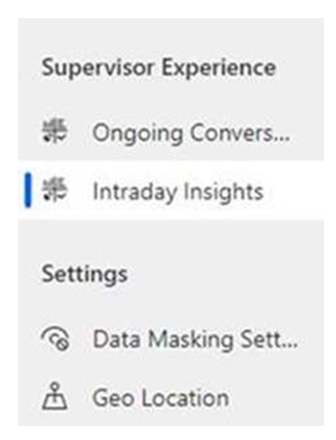 Supervisor Experience
Ongoing Convers...
Intraday Insights
Settings
Data Masking Sett...
Geo Location